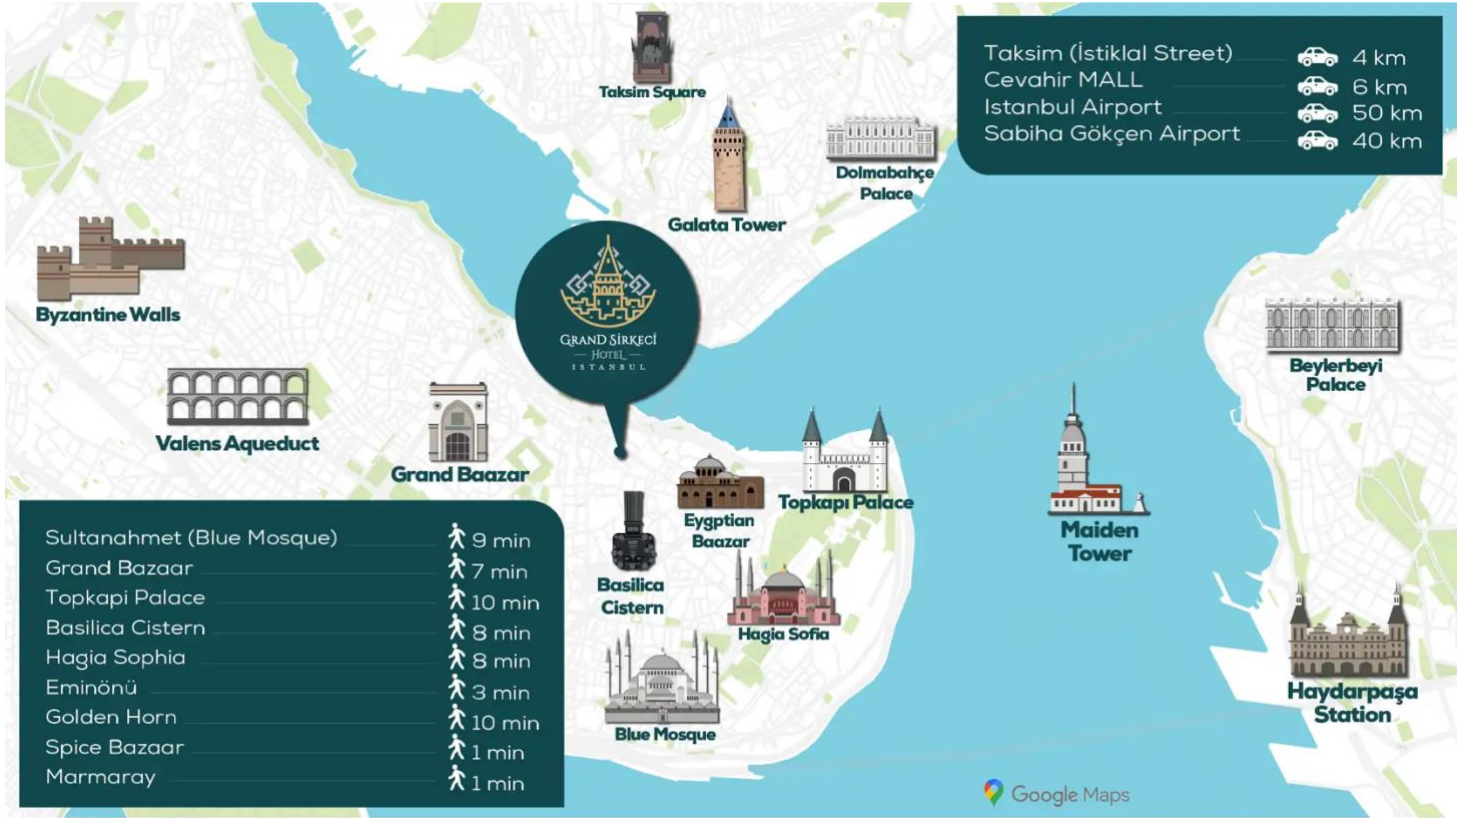 Taksim Square
Galata Tower
Dolmabahçe
Palace
Taksim (İstiklal Street) 4 km
Cevahir MALL 6 km
Istanbul Airport 50 km
Sabiha Gökçen Airport 40 km
Byzantine Walls
GRAND SİRKECİ
HOTEL
ISTANBUL
Beylerbeyi
Palace
Valens Aqueduct
Grand Baazar
Topkapı Palace
Eygptian
Baazar
Maiden
Tower
Basilica
Cistern
Hagia Sofia
Blue Mosque
Haydarpaşa
Station
Sultanahmet (Blue Mosque) 9 min
Grand Bazaar 7 min
Topkapi Palace 10 min
Basilica Cistern 8 min
Hagia Sophia 8 min
Eminönü 3 min
Golden Horn 10 min
Spice Bazaar 1 min
Marmaray 1 min
Google Maps